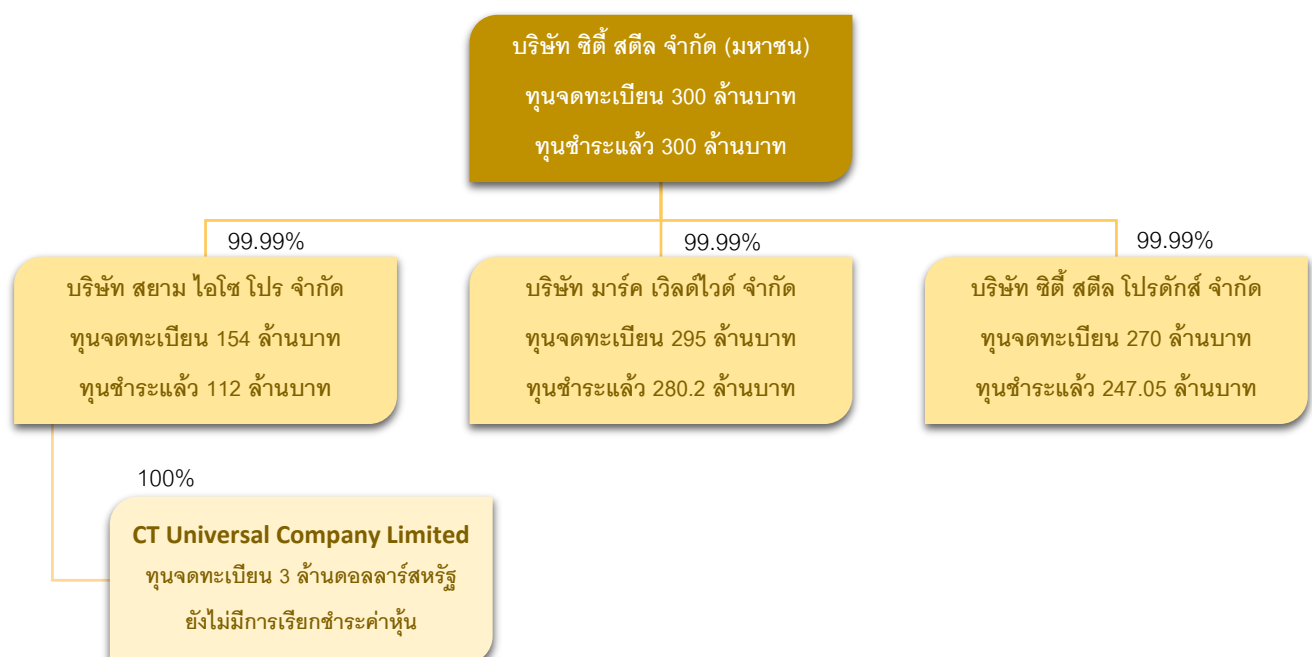 บริษัท ซิตี้ สตีล จำกัด (มหาชน)
ทุนจดทะเบียน 300 ล้านบาท
ทุนชำระแล้ว 300 ล้านบาท
99.99%
บริษัท สยาม ไอโซ โปร จำกัด
ทุนจดทะเบียน 154 ล้านบาท
ทุนชำระแล้ว 112 ล้านบาท
99.99%
บริษัท มาร์ค เวิลด์ไวด์ จำกัด
ทุนจดทะเบียน 295 ล้านบาท
ทุนชำระแล้ว 280.2 ล้านบาท
99.99%
บริษัท ซิตี้ สตีล โปรดักส์ จำกัด
ทุนจดทะเบียน 270 ล้านบาท
ทุนชำระแล้ว 247.05 ล้านบาท
100%
CT Universal Company Limited
ทุนจดทะเบียน 3 ล้านดอลลาร์สหรัฐ
ยังไม่มีการเรียกชำระค่าหุ้น